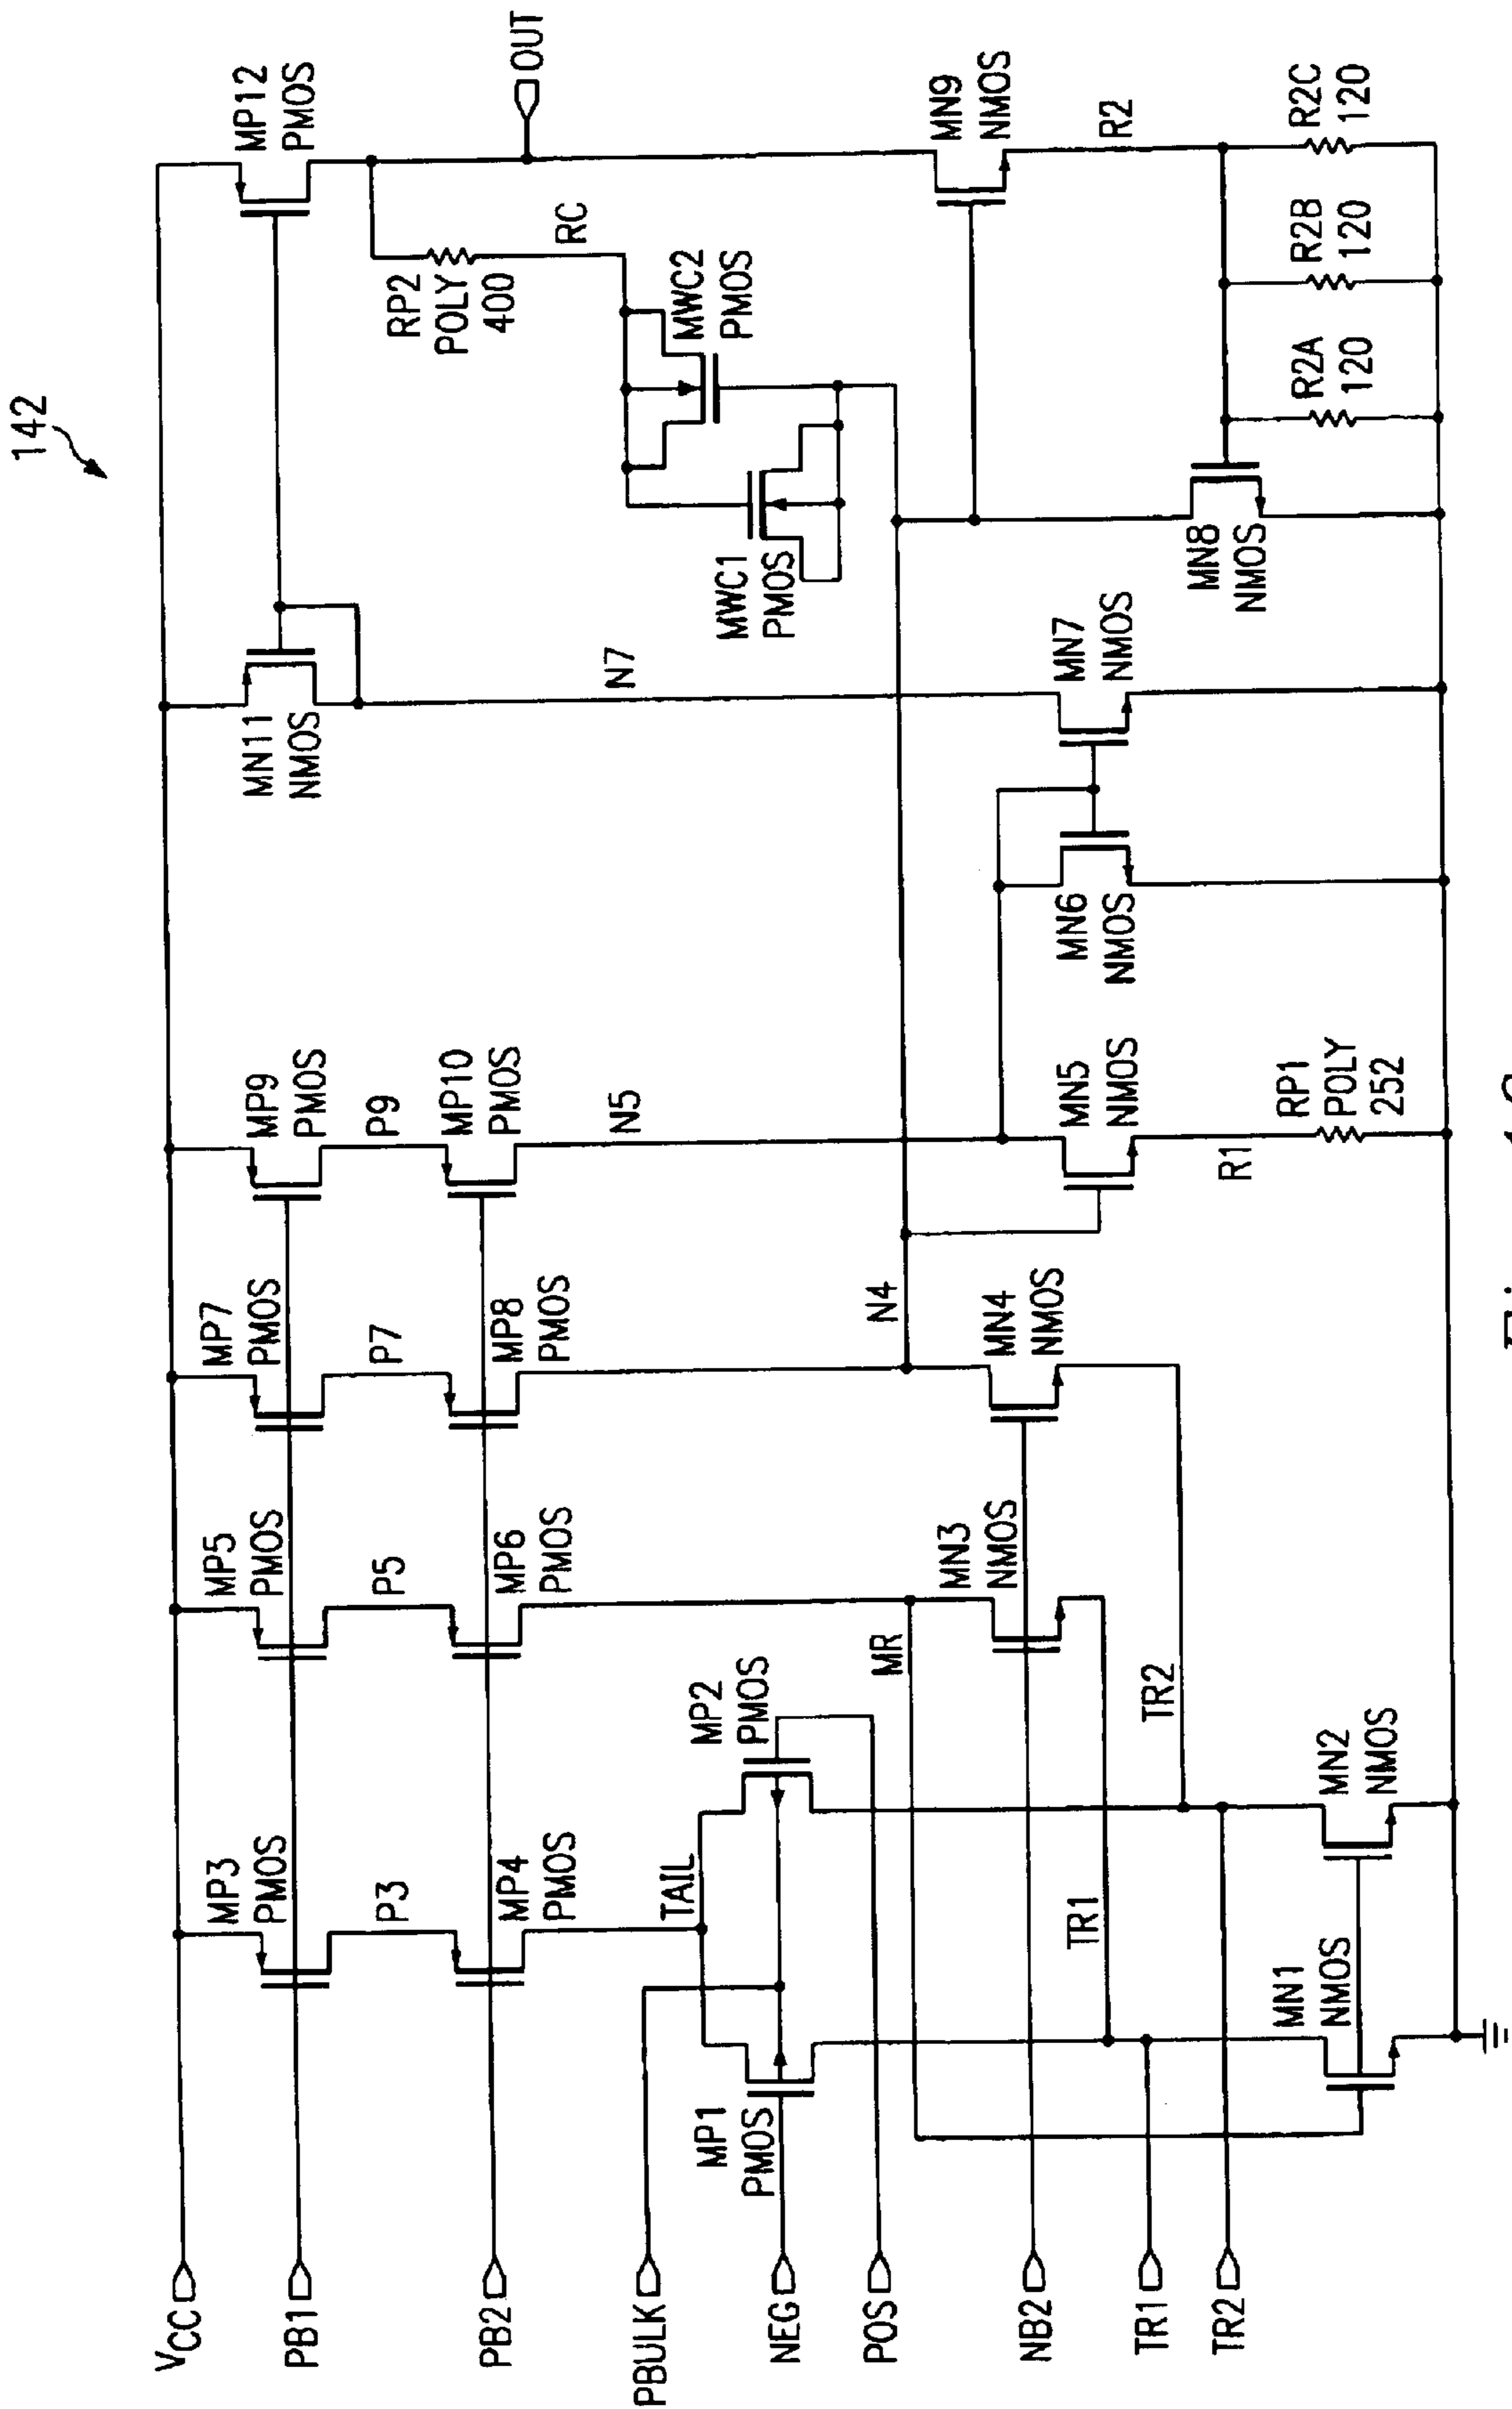 142
VCC
PB1
PB2
PBULK
NEG
POS
NB2
TR1
TR2
MP3
PMOS
P3
MP4
PMOS
TAIL
MP1
PMOS
MP2
PMOS
TR1
TR2
MN1
NMOS
MN2
NMOS
MP5
PMOS
P5
MP6
PMOS
MR
MN3
NMOS
MP7
PMOS
P7
MP8
PMOS
N4
MN4
NMOS
MP9
PMOS
P9
MP10
PMOS
N5
MN5
NMOS
R1
RP1
POLY
252
MN11
NMOS
N7
MN6
NMOS
MN7
NMOS
MP12
PMOS
OUT
RP2
POLY
400
RC
MWC2
PMOS
MWC1
PMOS
MN9
NMOS
R2
MN8
NMOS
R2A
120
R2B
120
R2C
120